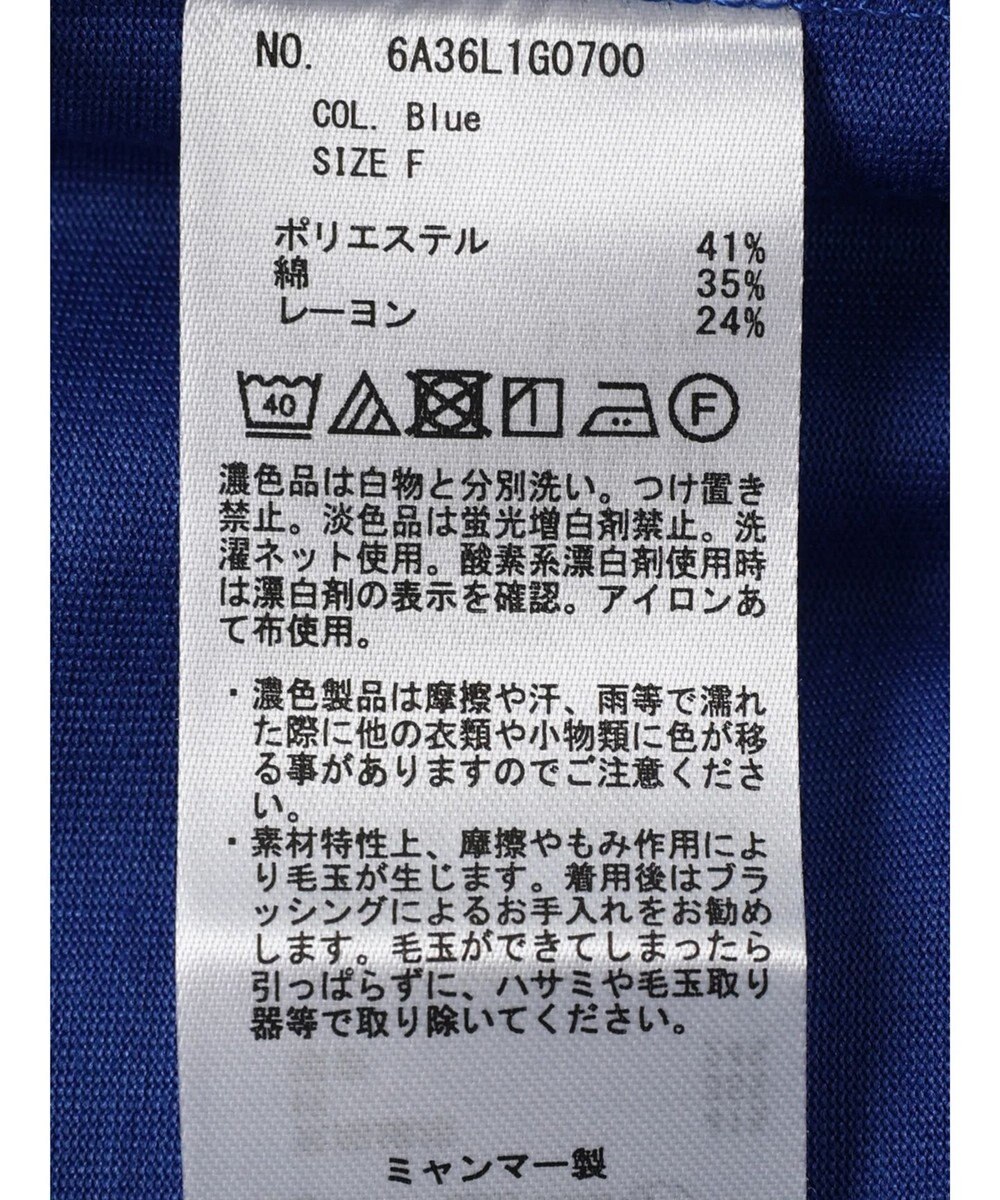 NO. 6A36L1G0700
COL. Blue
SIZE F
ポリエステル 41%
綿 35%
レーヨン 24%
40 F
濃色品は白物と分別洗い。つけ置き
禁止。淡色品は蛍光増白剤禁止。洗
濯ネット使用。酸素系漂白剤使用時
は漂白剤の表示を確認。アイロンあ
て布使用。
・濃色製品は摩擦や汗、雨等で濡れ
た際に他の衣類や小物類に色が移
る事がありますのでご注意くださ
い。
・素材特性上、摩擦やもみ作用によ
り毛玉が生じます。着用後はブラ
ッシングによるお手入れをお勧め
します。毛玉ができてしまったら
引っぱらずに、ハサミや毛玉取り
器等で取り除いてください。
ミャンマー製